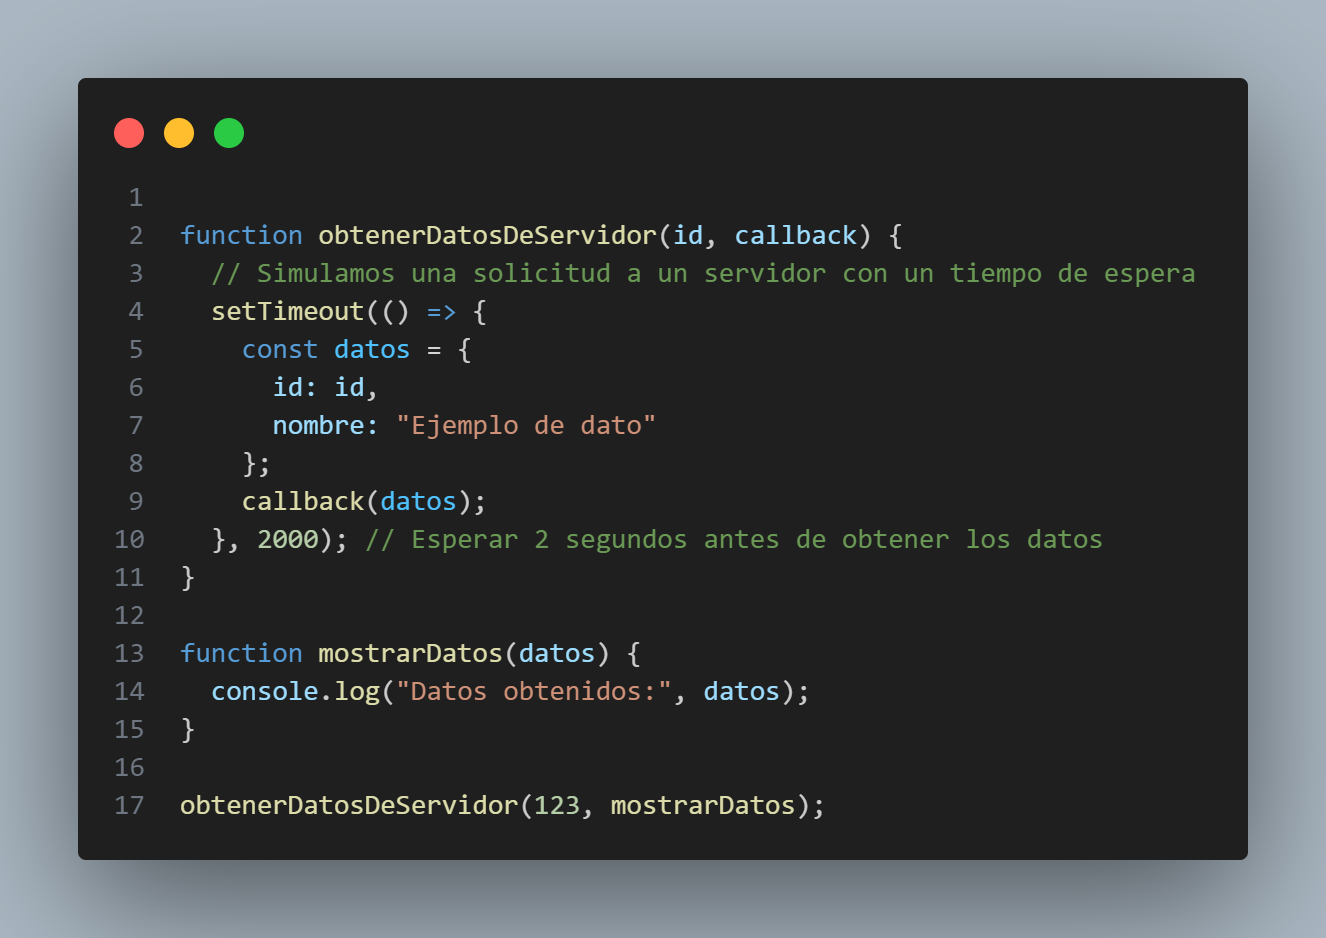 1
2 function obtenerDatosDeServidor(id, callback) {
3   // Simulamos una solicitud a un servidor con un tiempo de espera
4   setTimeout(() => {
5     const datos = {
6       id: id,
7       nombre: "Ejemplo de dato"
8     };
9     callback(datos);
10   }, 2000); // Esperar 2 segundos antes de obtener los datos
11 }
12
13 function mostrarDatos(datos) {
14   console.log("Datos obtenidos:", datos);
15 }
16
17 obtenerDatosDeServidor(123, mostrarDatos);